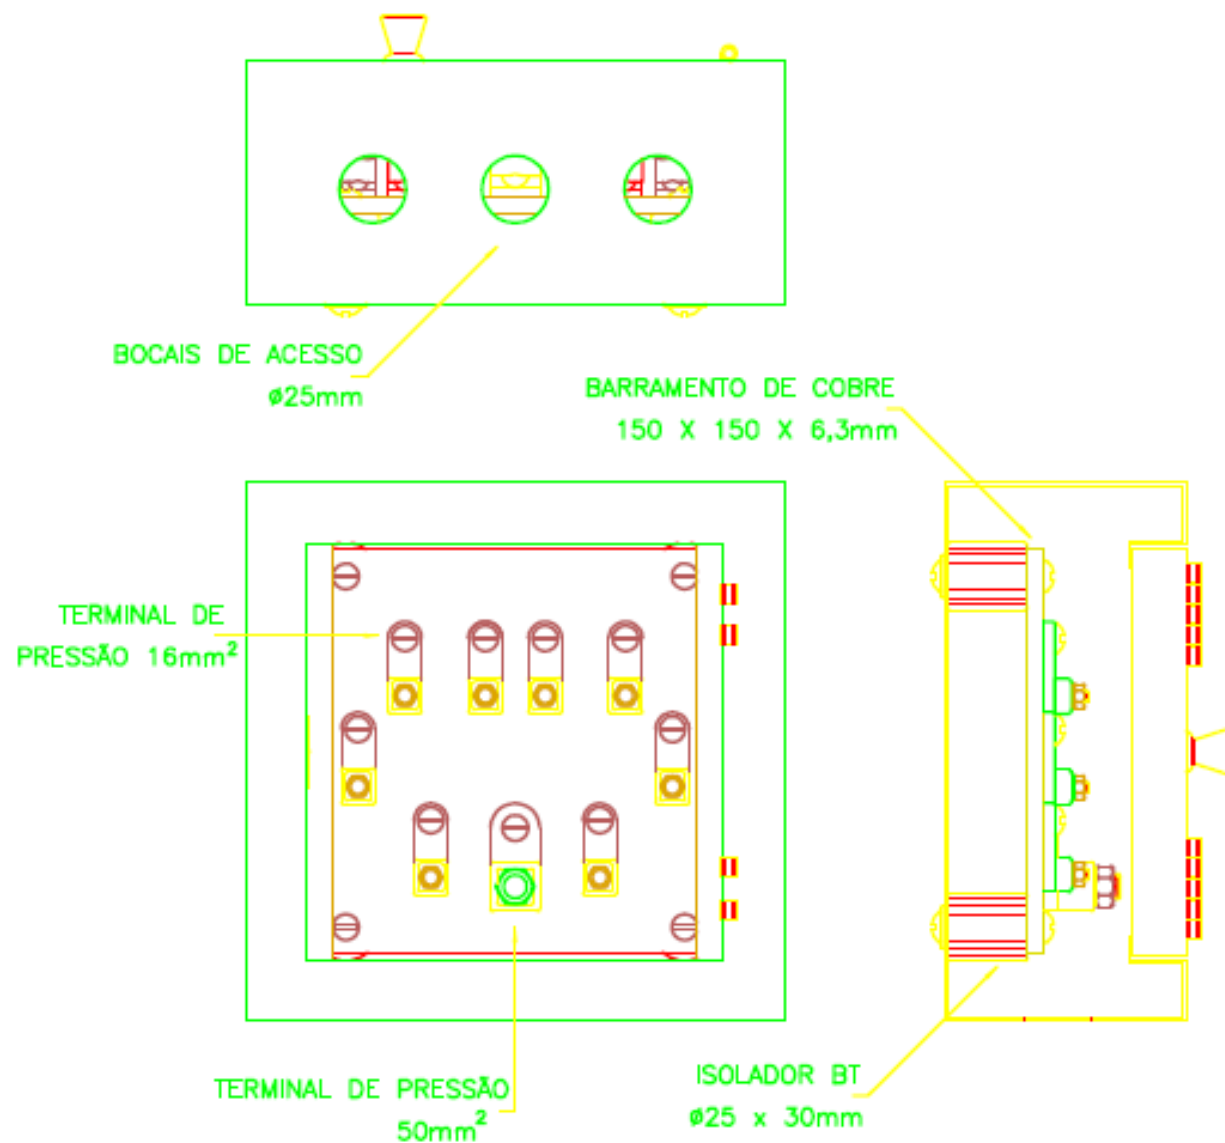 BOCAIS DE ACESSO
ø25mm
BARRAMENTO DE COBRE
150 X 150 X 6,3mm
TERMINAL DE
PRESSÃO 16mm²
TERMINAL DE PRESSÃO
50mm²
ISOLADOR BT
ø25 x 30mm